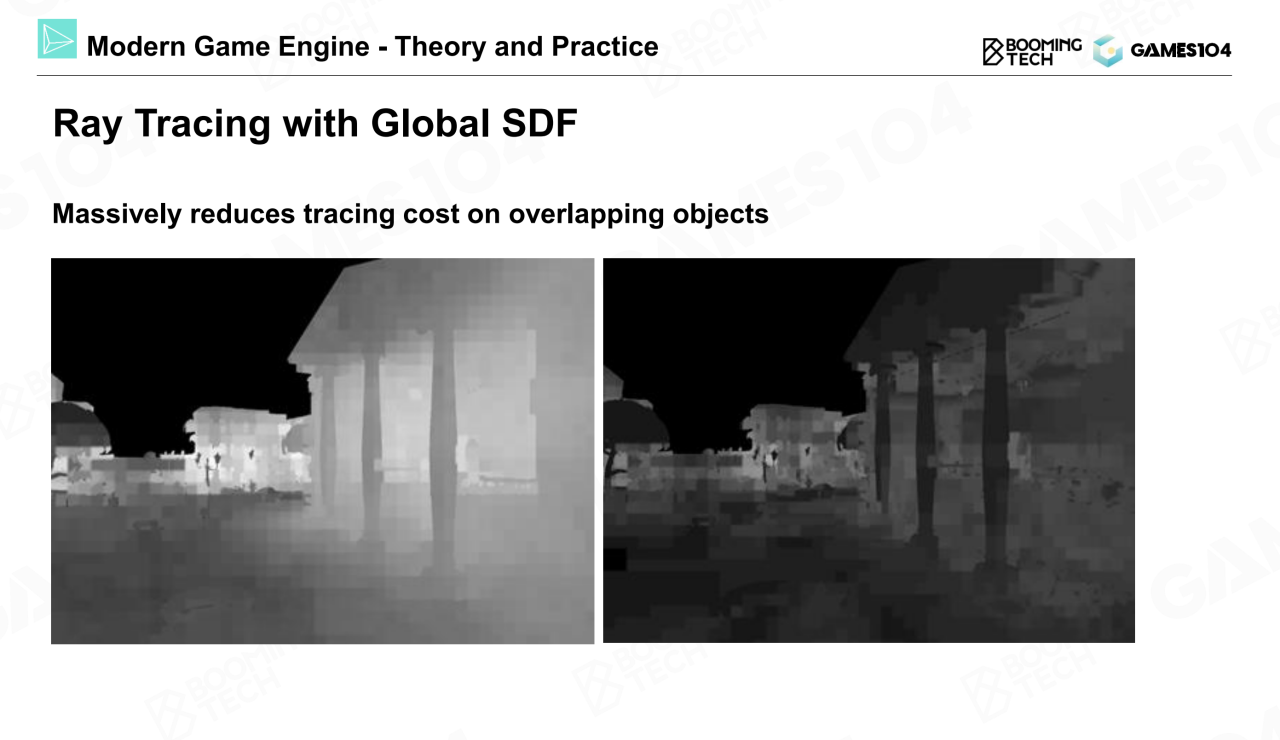 Modern Game Engine - Theory and Practice
BOOMING
TECH
GAMES104
Ray Tracing with Global SDF
Massively reduces tracing cost on overlapping objects